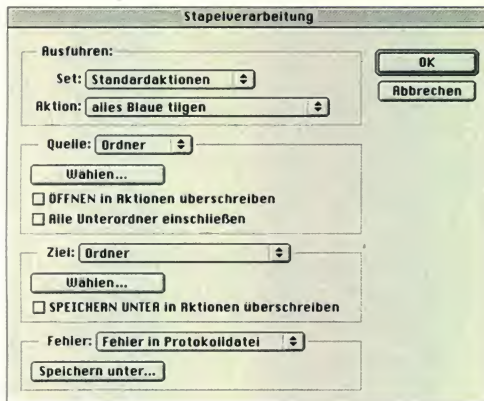 Stapelverarbeitung
Ausführen:
Set: Standardaktionen
Aktion: alles Blaue tilgen
OK
Abbrechen
Quelle: Ordner
Wählen...
ÖFFNEN in Aktionen überschreiben
Alle Unterordner einschließen
Ziel: Ordner
Wählen...
SPEICHERN UNTER in Aktionen überschreiben
Fehler: Fehler in Protokolldatei
Speichern unter...